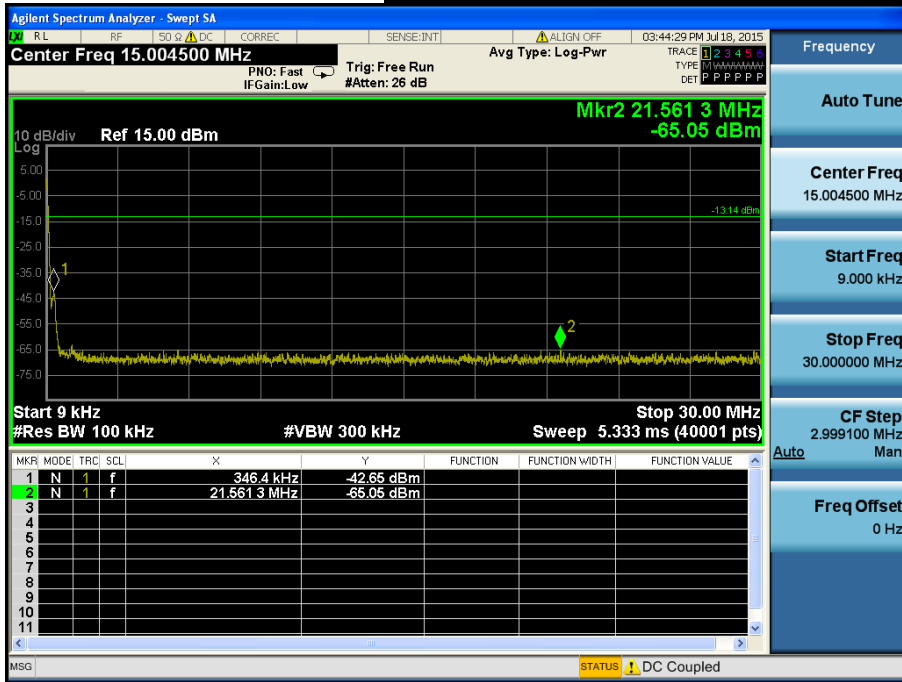 Agilent Spectrum Analyzer - Swept SA
LXI RL RF 50 Ω DC CORREC SENSE:INT ALIGN OFF 03:44:29 PM Jul 18, 2015
Center Freq 15.004500 MHz
PNO: Fast
IFGain:Low
Trig: Free Run
#Atten: 26 dB
Avg Type: Log-Pwr
TRACE 1 2 3 4 5 6
TYPE M WWWWW
DET P P P P P P
Mkr2 21.561 3 MHz
-65.05 dBm
10 dB/div Ref 15.00 dBm
Log
5.00
-5.00
-15.0
-25.0
-35.0
-45.0
-55.0
-65.0
-75.0
-13.14 dBm
1
2
Start 9 kHz Stop 30.00 MHz
#Res BW 100 kHz #VBW 300 kHz Sweep 5.333 ms (40001 pts)
MKR MODE TRC SCL X Y FUNCTION FUNCTION WIDTH FUNCTION VALUE
1 N 1 f 346.4 kHz -42.65 dBm
2 N 1 f 21.561 3 MHz -65.05 dBm
3
4
5
6
7
8
9
10
11
MSG STATUS DC Coupled
Frequency
Auto Tune
Center Freq
15.004500 MHz
Start Freq
9.000 kHz
Stop Freq
30.000000 MHz
CF Step
2.999100 MHz
Auto Man
Freq Offset
0 Hz